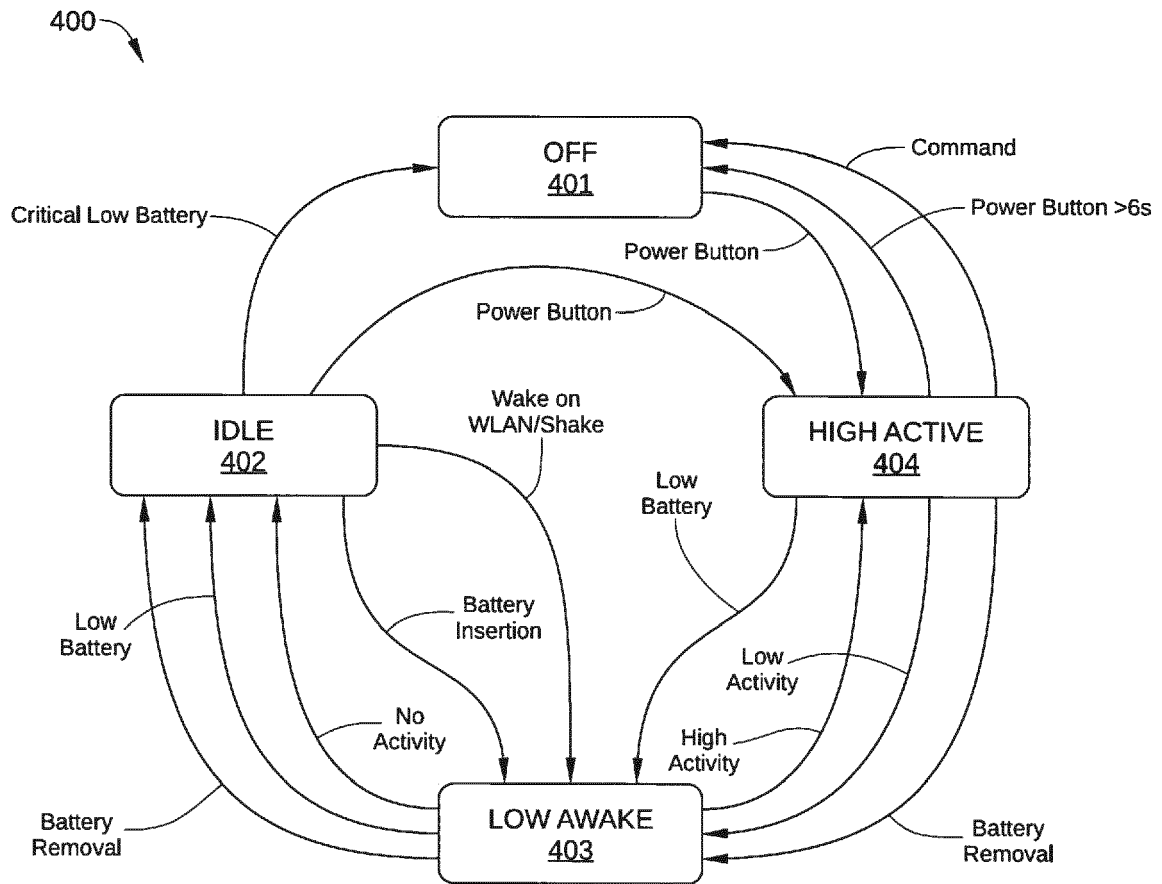 400
OFF
401
Command
Critical Low Battery
Power Button >6s
Power Button
Power Button
Wake on
WLAN/Shake
IDLE
402
HIGH ACTIVE
404
Low
Battery
Low
Battery
Battery
Insertion
Low
Activity
No
Activity
High
Activity
LOW AWAKE
403
Battery
Removal
Battery
Removal